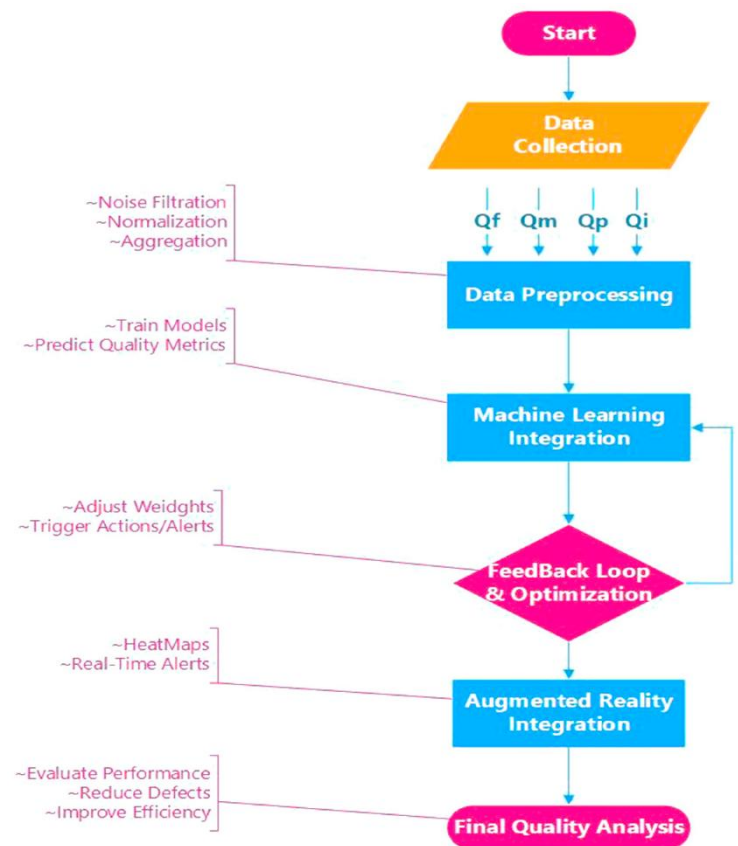 Start
Data
Collection
~Noise Filtration
~Normalization
~Aggregation
Qf Qm Qp Qi
Data Preprocessing
~Train Models
~Predict Quality Metrics
Machine Learning
Integration
~Adjust Weidghts
~Trigger Actions/Alerts
FeedBack Loop
& Optimization
~HeatMaps
~Real-Time Alerts
Augmented Reality
Integration
~Evaluate Performance
~Reduce Defects
~Improve Efficiency
Final Quality Analysis